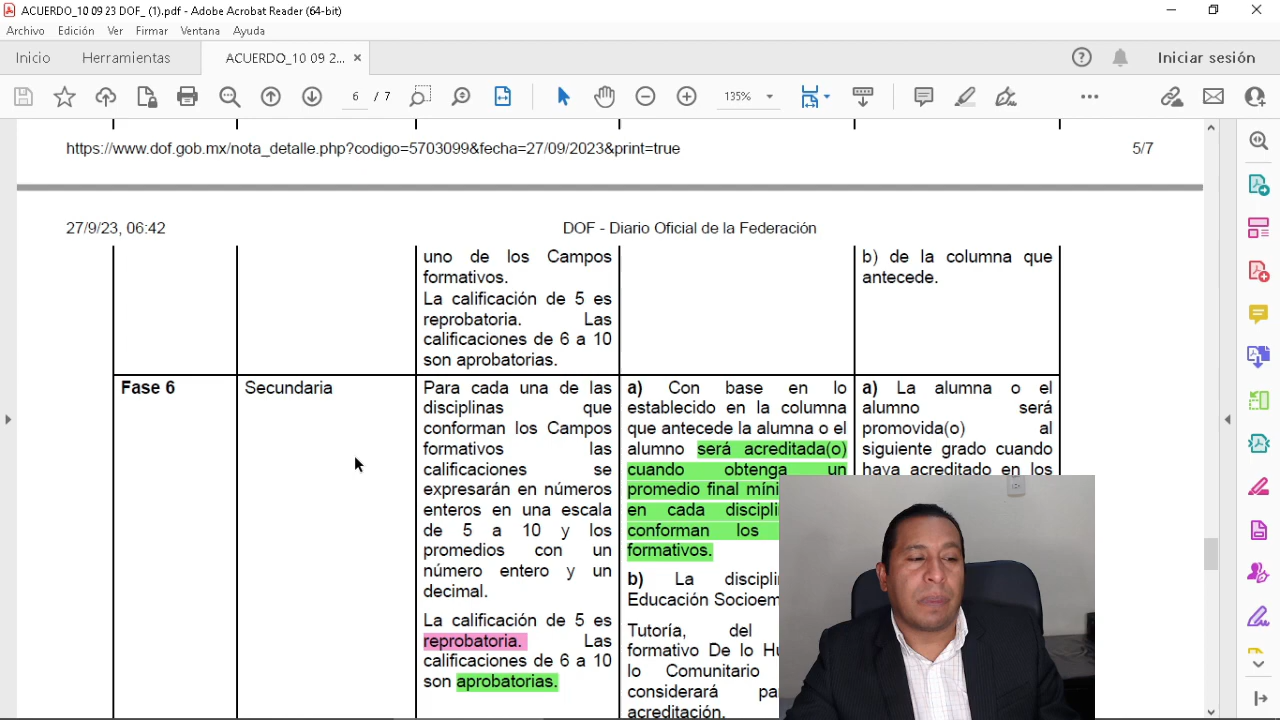 ACUERDO_10 09 23 DOF_ (1).pdf - Adobe Acrobat Reader (64-bit)
Archivo Edición Ver Firmar Ventana Ayuda
Inicio Herramientas ACUERDO_10 09 2... × Iniciar sesión
6 / 7 135%
https://www.dof.gob.mx/nota_detalle.php?codigo=5703099&fecha=27/09/2023&print=true 5/7
27/9/23, 06:42 DOF - Diario Oficial de la Federación
uno de los Campos
formativos.
La calificación de 5 es
reprobatoria. Las
calificaciones de 6 a 10
son aprobatorias.
b) de la columna que
antecede.
Fase 6
Secundaria
Para cada una de las
disciplinas que
conforman los Campos
formativos las
calificaciones se
expresarán en números
enteros en una escala
de 5 a 10 y los
promedios con un
número entero y un
decimal.
La calificación de 5 es
reprobatoria. Las
calificaciones de 6 a 10
son aprobatorias.
a) Con base en lo
establecido en la columna
que antecede la alumna o el
alumno será acreditada(o)
cuando obtenga un
promedio final
en cada
conforman los
formativos.
b) La
Educación
Tutoría, del
formativo De lo
lo Comunitario
considerará
acreditación.
a) La alumna o el
alumno será
promovida(o) al
siguiente grado cuando
haya acreditado en los